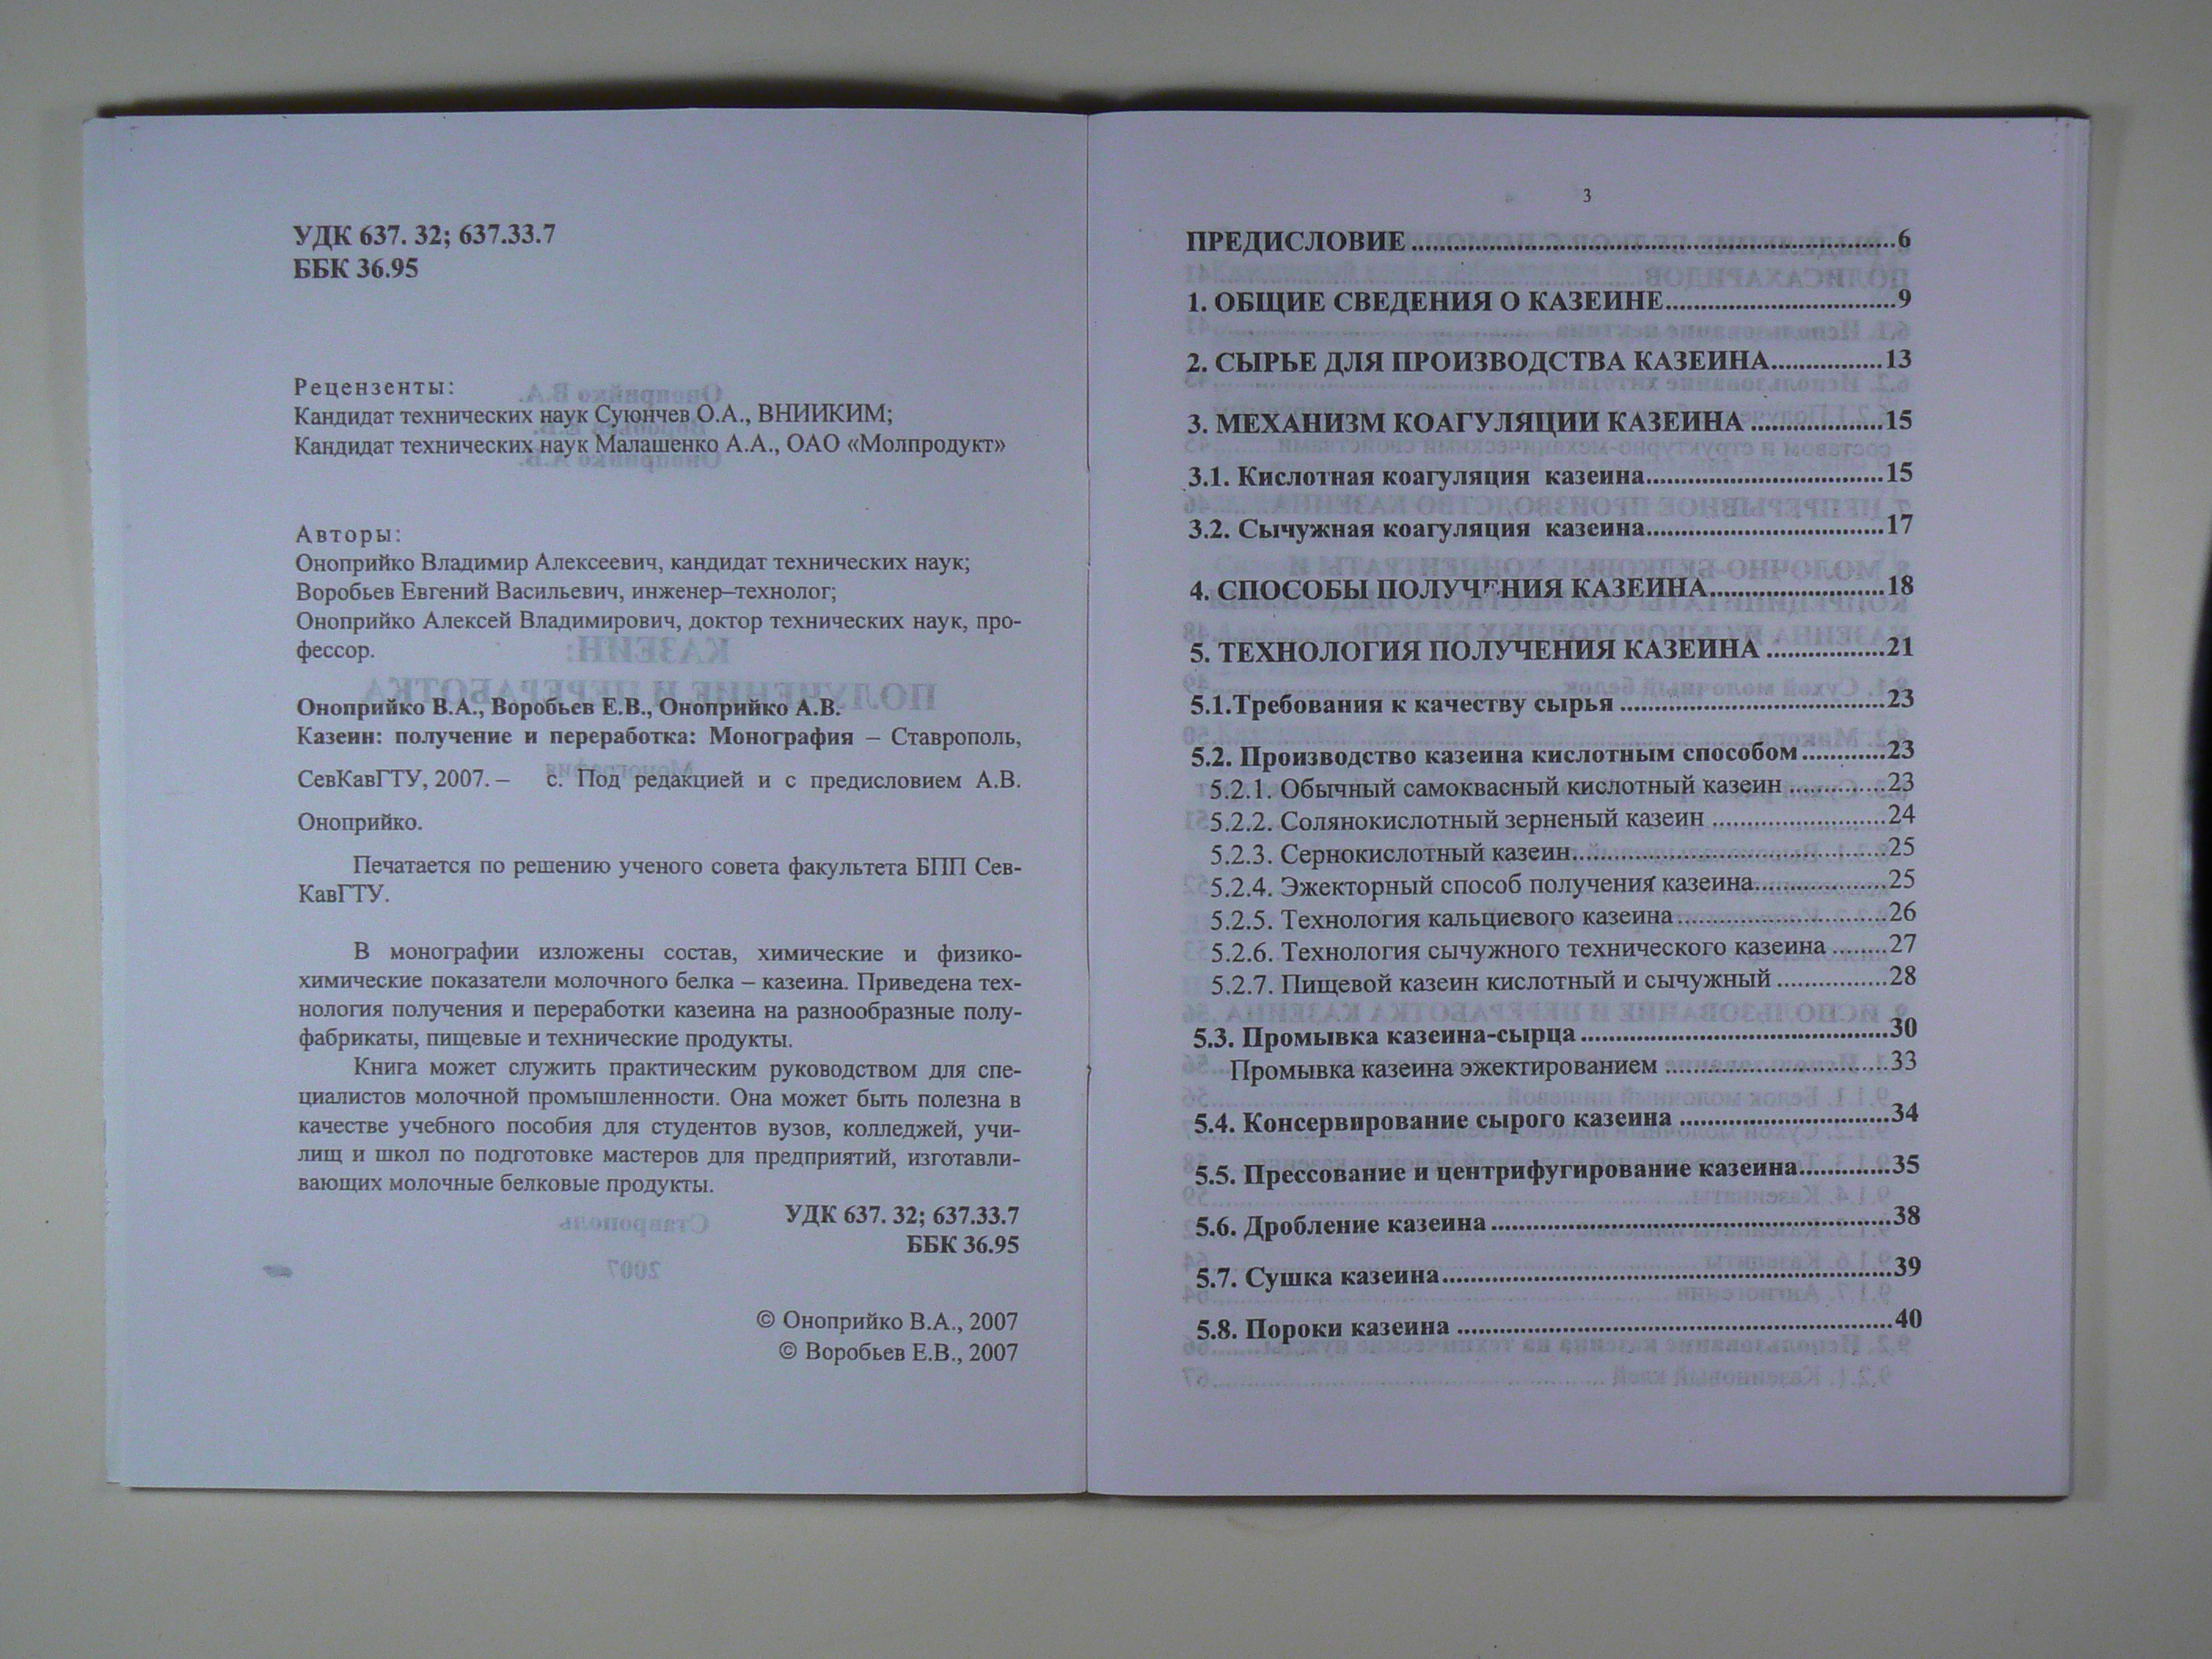 УДК 637. 32; 637.33.7
ББК 36.95
Рецензенты:
Кандидат технических наук Суюнчев О.А., ВНИИКИМ;
Кандидат технических наук Малашенко А.А., ОАО «Молпродукт»
Авторы:
Оноприйко Владимир Алексеевич, кандидат технических наук;
Воробьев Евгений Васильевич, инженер–технолог;
Оноприйко Алексей Владимирович, доктор технических наук, про-
фессор.
Оноприйко В.А., Воробьев Е.В., Оноприйко А.В.
Казеин: получение и переработка: Монография – Ставрополь,
СевКавГТУ, 2007. – с. Под редакцией и с предисловием А.В.
Оноприйко.
Печатается по решению ученого совета факультета БПП Сев-
КавГТУ.
В монографии изложены состав, химические и физико-
химические показатели молочного белка – казеина. Приведена тех-
нология получения и переработки казеина на разнообразные полу-
фабрикаты, пищевые и технические продукты.
Книга может служить практическим руководством для спе-
циалистов молочной промышленности. Она может быть полезна в
качестве учебного пособия для студентов вузов, колледжей, учи-
лищ и школ по подготовке мастеров для предприятий, изготавли-
вающих молочные белковые продукты.
УДК 637. 32; 637.33.7
ББК 36.95
© Оноприйко В.А., 2007
© Воробьев Е.В., 2007
3
ПРЕДИСЛОВИЕ ........ 6
1. ОБЩИЕ СВЕДЕНИЯ О КАЗЕИНЕ ........ 9
2. СЫРЬЕ ДЛЯ ПРОИЗВОДСТВА КАЗЕИНА ........ 13
3. МЕХАНИЗМ КОАГУЛЯЦИИ КАЗЕИНА ........ 15
3.1. Кислотная коагуляция казеина ........ 15
3.2. Сычужная коагуляция казеина ........ 17
4. СПОСОБЫ ПОЛУЧЕНИЯ КАЗЕИНА ........ 18
5. ТЕХНОЛОГИЯ ПОЛУЧЕНИЯ КАЗЕИНА ........ 21
5.1.Требования к качеству сырья ........ 23
5.2. Производство казеина кислотным способом ........ 23
5.2.1. Обычный самоквасный кислотный казеин ........ 23
5.2.2. Солянокислотный зерненый казеин ........ 24
5.2.3. Сернокислотный казеин ........ 25
5.2.4. Эжекторный способ получения казеина ........ 25
5.2.5. Технология кальциевого казеина ........ 26
5.2.6. Технология сычужного технического казеина ........ 27
5.2.7. Пищевой казеин кислотный и сычужный ........ 28
5.3. Промывка казеина-сырца ........ 30
Промывка казеина эжектированием ........ 33
5.4. Консервирование сырого казеина ........ 34
5.5. Прессование и центрифугирование казеина ........ 35
5.6. Дробление казеина ........ 38
5.7. Сушка казеина ........ 39
5.8. Пороки казеина ........ 40